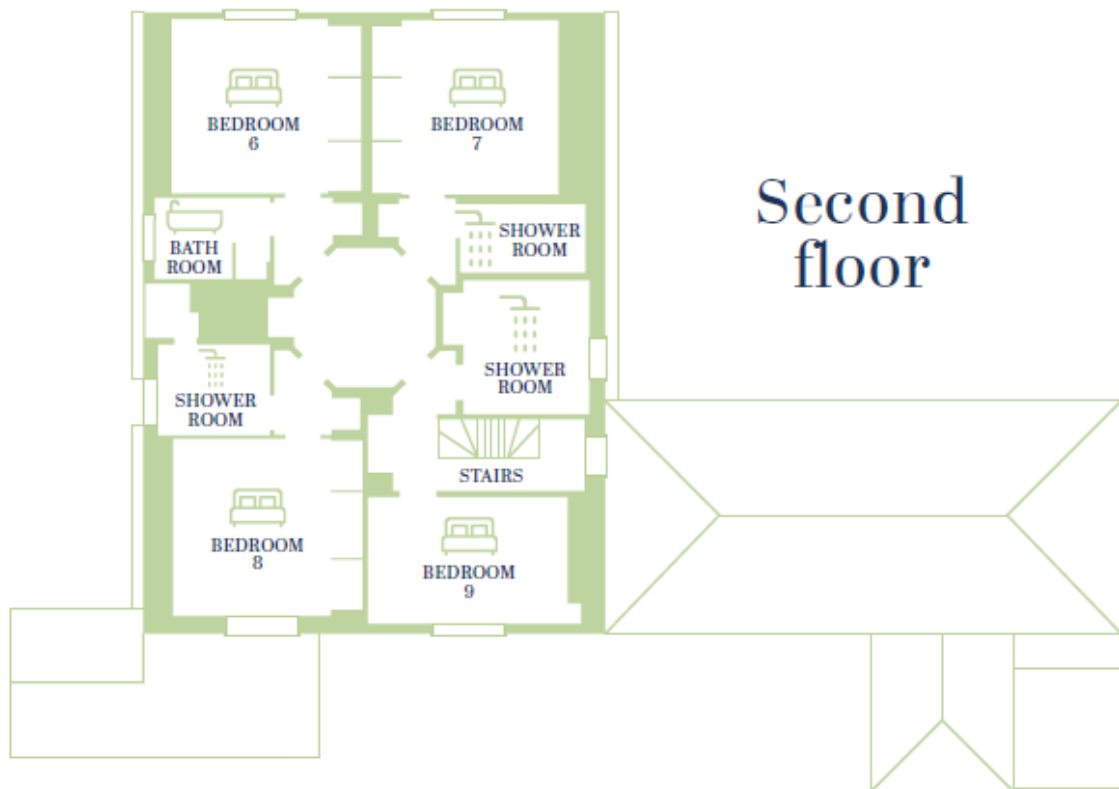 BEDROOM
6
BEDROOM
7
Second
floor
BATH
ROOM
SHOWER
ROOM
SHOWER
ROOM
SHOWER
ROOM
STAIRS
BEDROOM
8
BEDROOM
9